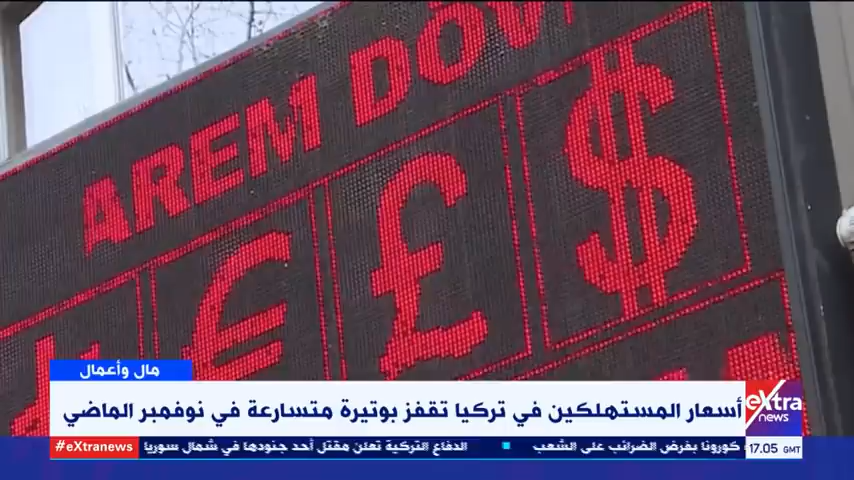 AREM DÖV
€ £ $
مال وأعمال
أسعار المستهلكين في تركيا تقفز بوتيرة متسارعة في نوفمبر الماضي
eXtra
news
#eXtranews
كورونا بفرض الضرائب على الشعب ■ الدفاع التركية تعلن مقتل أحد جنودها في شمال سوريا
17.05 GMT